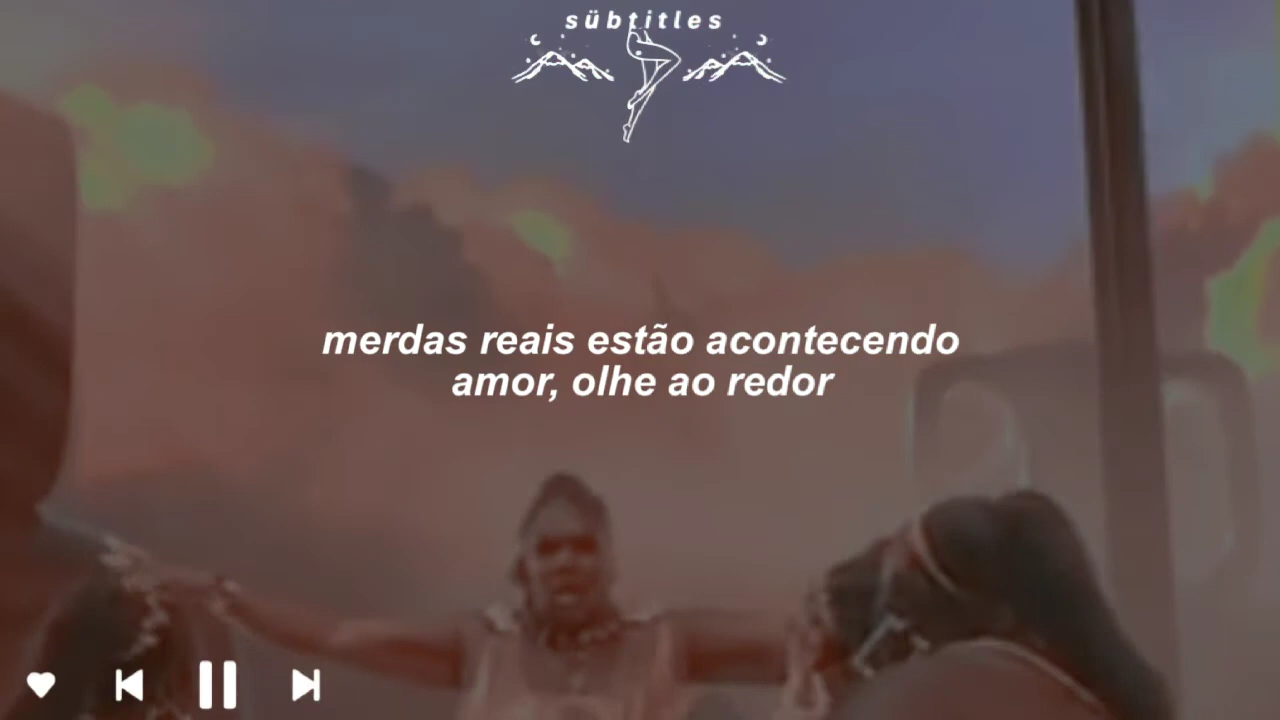 sübtitles
merdas reais estão acontecendo
amor, olhe ao redor